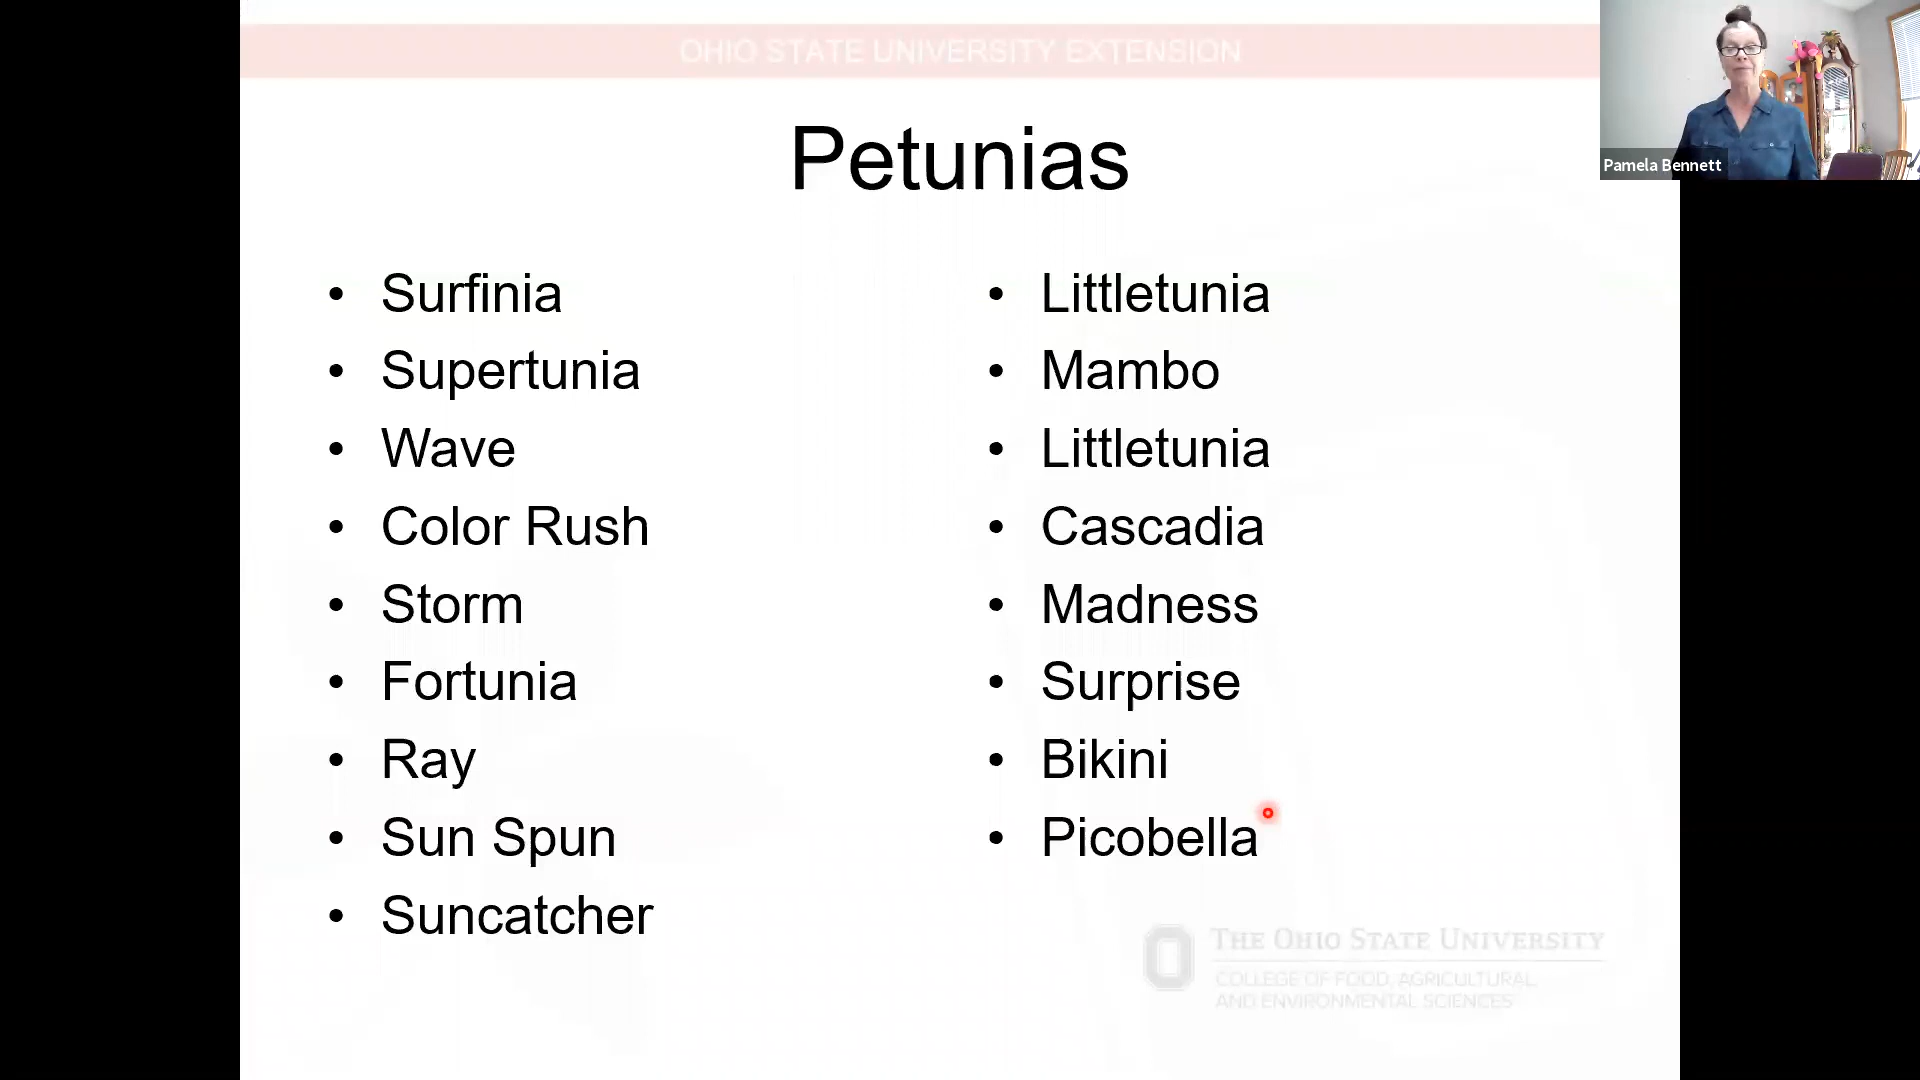 OHIO STATE UNIVERSITY EXTENSION
Pamela Bennett
Petunias
• Surfinia
• Supertunia
• Wave
• Color Rush
• Storm
• Fortunia
• Ray
• Sun Spun
• Suncatcher
• Littletunia
• Mambo
• Littletunia
• Cascadia
• Madness
• Surprise
• Bikini
• Picobella
THE OHIO STATE UNIVERSITY
COLLEGE OF FOOD, AGRICULTURAL,
AND ENVIRONMENTAL SCIENCES